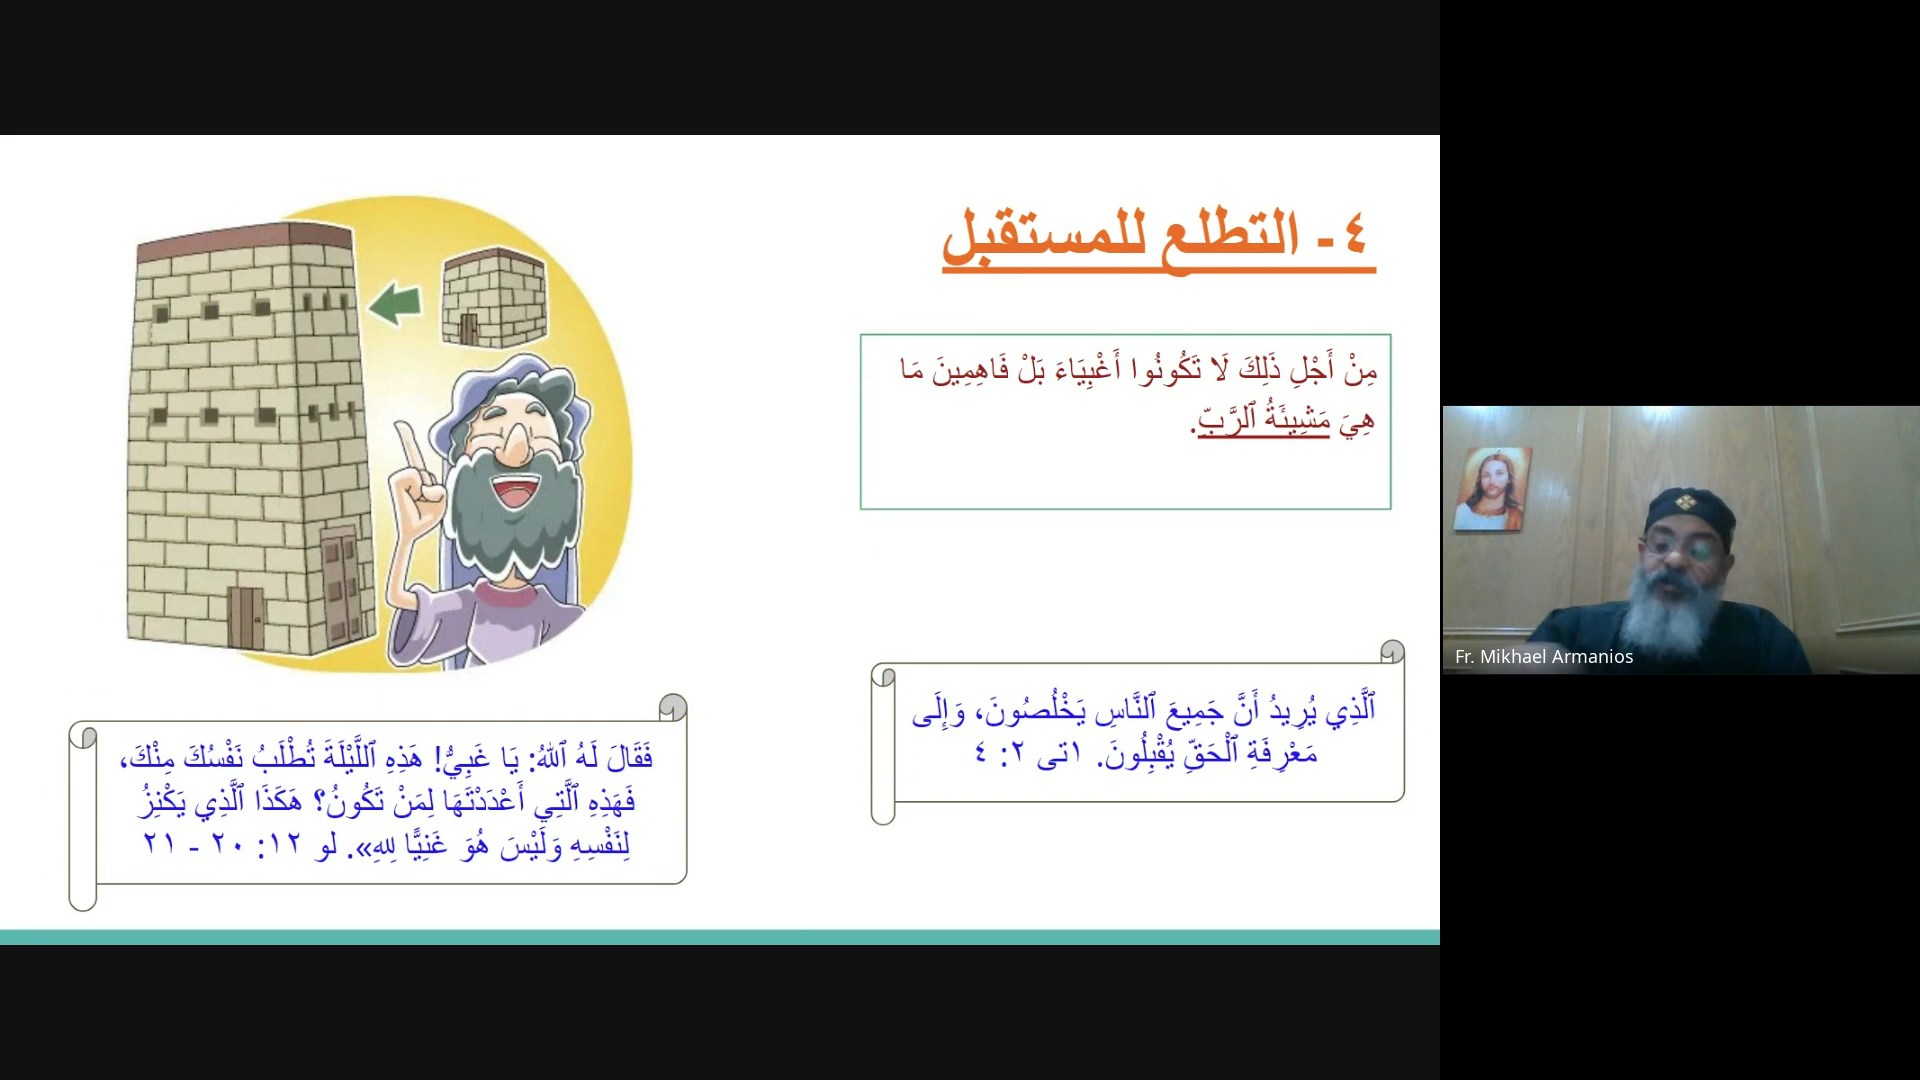 ٤- التطلع للمستقبل
مِنْ أَجْلِ ذَلِكَ لَا تَكُونُوا أَغْبِيَاءَ بَلْ فَاهِمِينَ مَا
هِيَ مَشِيئَةُ ٱلرَّبِّ.
ٱلَّذِي يُرِيدُ أَنَّ جَمِيعَ ٱلنَّاسِ يَخْلُصُونَ، وَإِلَى
مَعْرِفَةِ ٱلْحَقِّ يُقْبِلُونَ. ١تى ٢: ٤
فَقَالَ لَهُ ٱللهُ: يَا غَبِيُّ! هَذِهِ ٱللَّيْلَةَ تُطْلَبُ نَفْسُكَ مِنْكَ،
فَهَذِهِ ٱلَّتِي أَعْدَدْتَهَا لِمَنْ تَكُونُ؟ هَكَذَا ٱلَّذِي يَكْنِزُ
لِنَفْسِهِ وَلَيْسَ هُوَ غَنِيًّا لِلهِ». لو ١٢: ٢٠ - ٢١
Fr. Mikhael Armanios